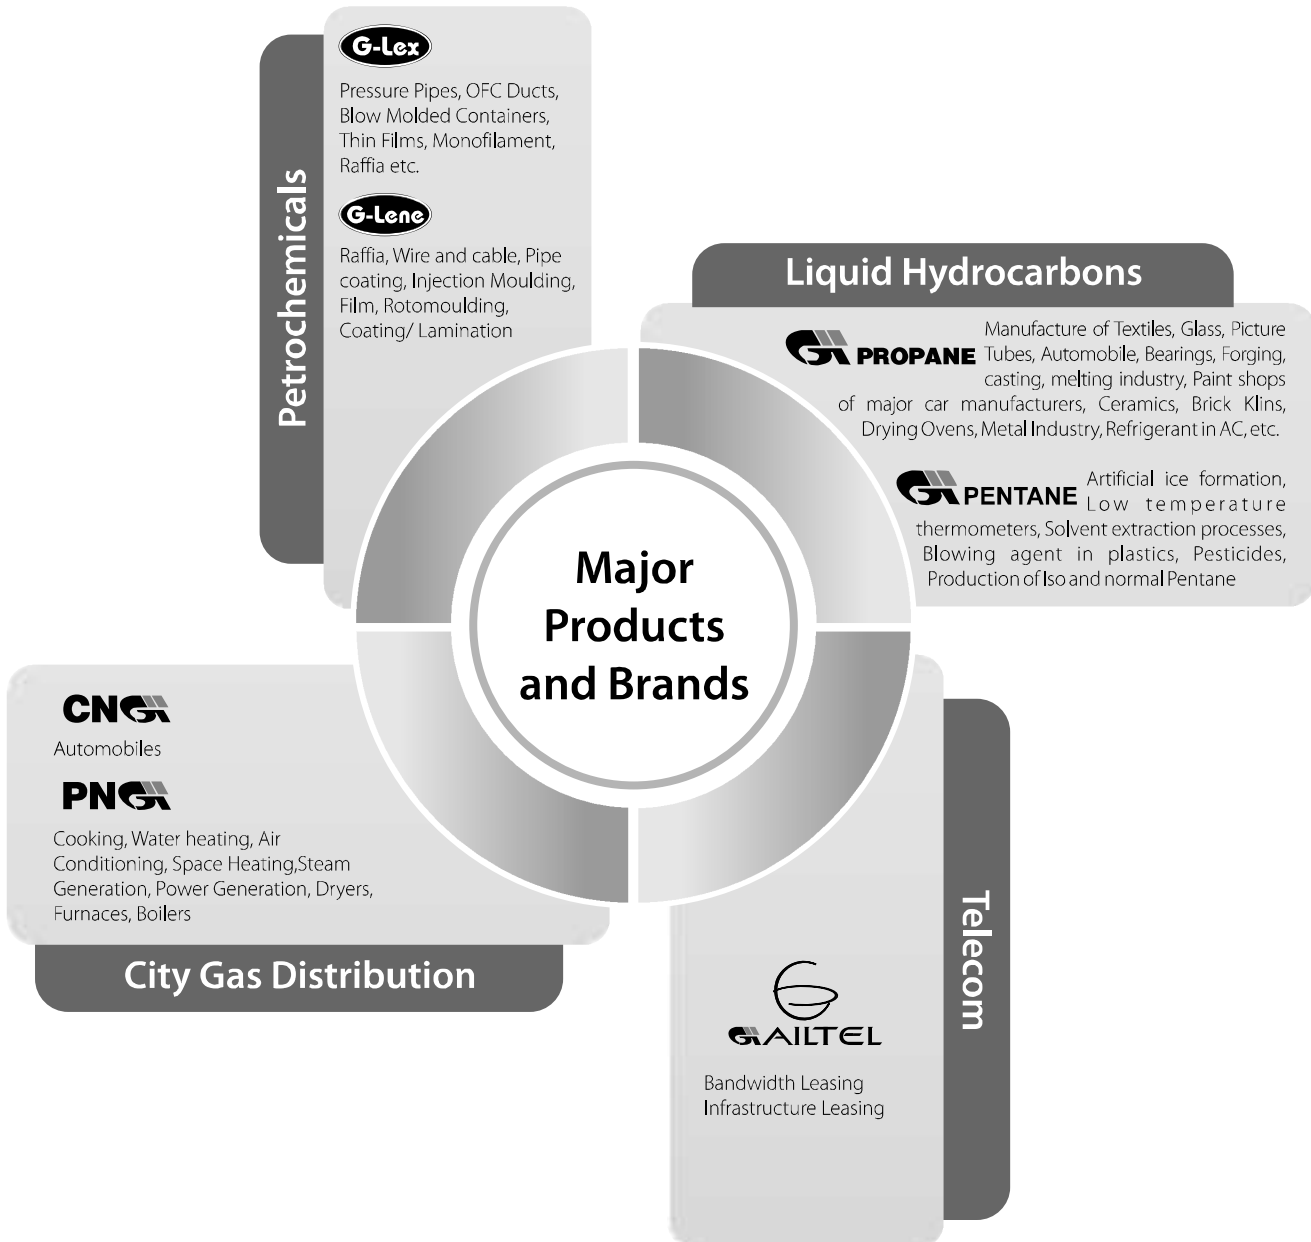 Petrochemicals
G-Lex
Pressure Pipes, OFC Ducts,
Blow Molded Containers,
Thin Films, Monofilament,
Raffia etc.
G-Lene
Raffia, Wire and cable, Pipe
coating, Injection Moulding,
Film, Rotomoulding,
Coating/ Lamination
Liquid Hydrocarbons
PROPANE
Manufacture of Textiles, Glass, Picture
Tubes, Automobile, Bearings, Forging,
casting, melting industry, Paint shops
of major car manufacturers, Ceramics, Brick Klins,
Drying Ovens, Metal Industry, Refrigerant in AC, etc.
PENTANE
Artificial ice formation,
Low temperature
thermometers, Solvent extraction processes,
Blowing agent in plastics, Pesticides,
Production of Iso and normal Pentane
Major
Products
and Brands
CNG
Automobiles
PNG
Cooking, Water heating, Air
Conditioning, Space Heating,Steam
Generation, Power Generation, Dryers,
Furnaces, Boilers
City Gas Distribution
Telecom
GAILTEL
Bandwidth Leasing
Infrastructure Leasing